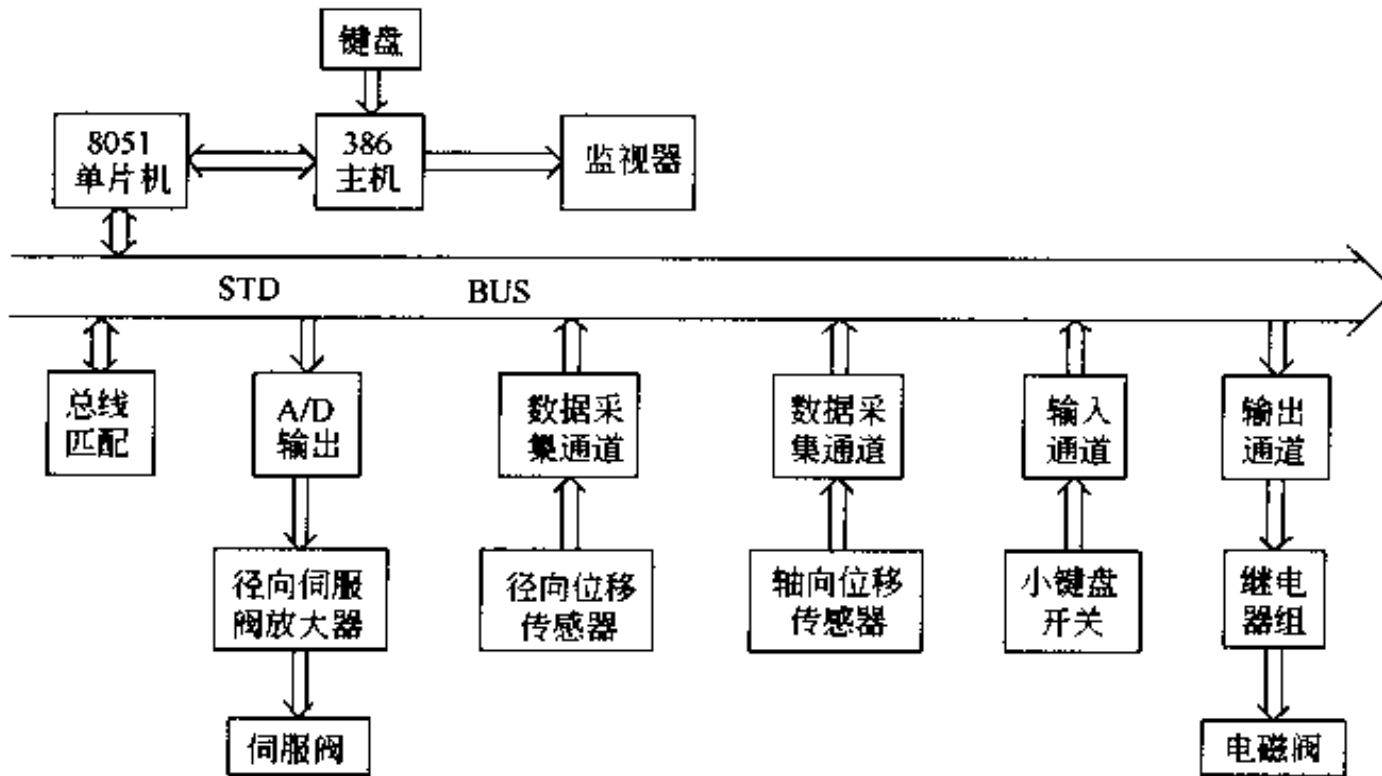 键盘
8051
单片机
386
主机
监视器
STD BUS
总线
匹配
A/D
输出
数据采
集通道
数据采
集通道
输入
通道
输出
通道
径向伺服
阀放大器
径向位移
传感器
轴向位移
传感器
小键盘
开关
继电
器组
伺服阀
电磁阀